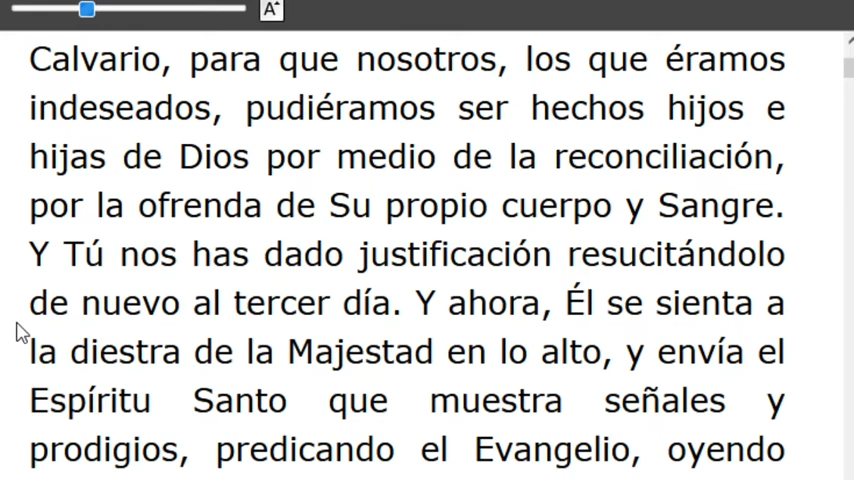 A
Calvario, para que nosotros, los que éramos
indeseados, pudiéramos ser hechos hijos e
hijas de Dios por medio de la reconciliación,
por la ofrenda de Su propio cuerpo y Sangre.
Y Tú nos has dado justificación resucitándolo
de nuevo al tercer día. Y ahora, Él se sienta a
la diestra de la Majestad en lo alto, y envía el
Espíritu Santo que muestra señales y
prodigios, predicando el Evangelio, oyendo